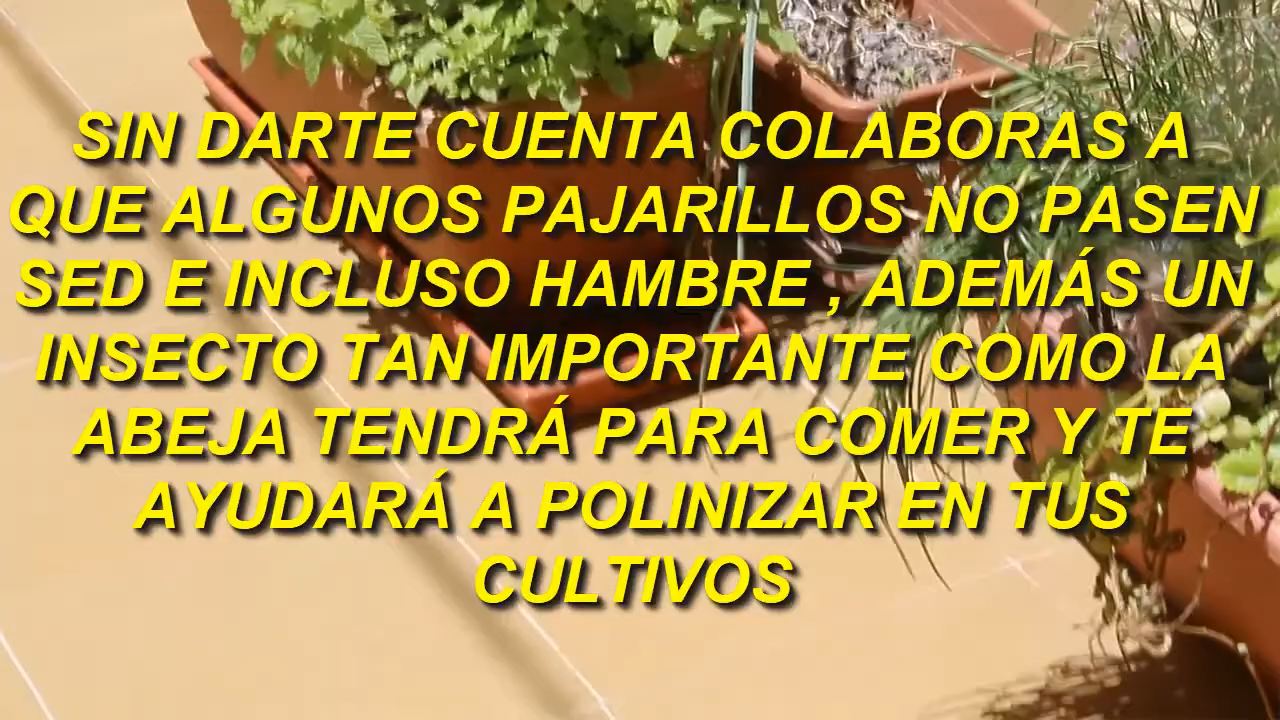 SIN DARTE CUENTA COLABORAS A
QUE ALGUNOS PAJARILLOS NO PASEN
SED E INCLUSO HAMBRE , ADEMÁS UN
INSECTO TAN IMPORTANTE COMO LA
ABEJA TENDRÁ PARA COMER Y TE
AYUDARÁ A POLINIZAR EN TUS
CULTIVOS